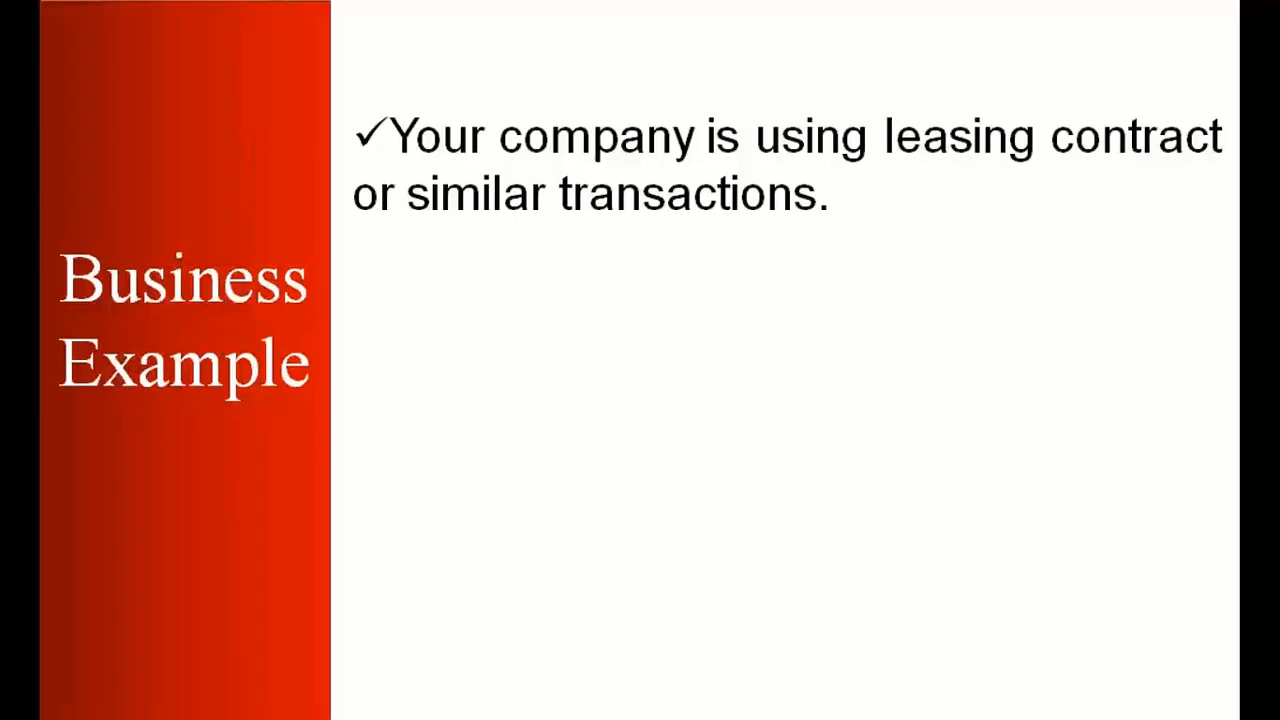 Business
Example
✓Your company is using leasing contract
or similar transactions.